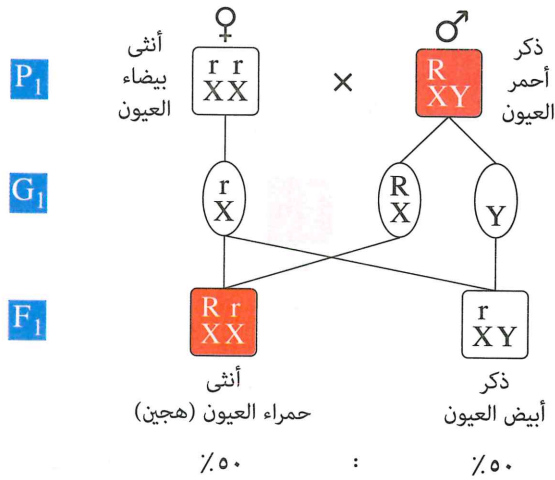 ♀ ♂
أنثى
بيضاء
العيون
ذكر
أحمر
العيون
P₁
r r
XX
×
R
XY
G₁
r
X
R
X
Y
F₁
R r
XX
r
XY
أنثى
حمراء العيون (هجين)
ذكر
أبيض العيون
٪٥٠ : ٪٥٠